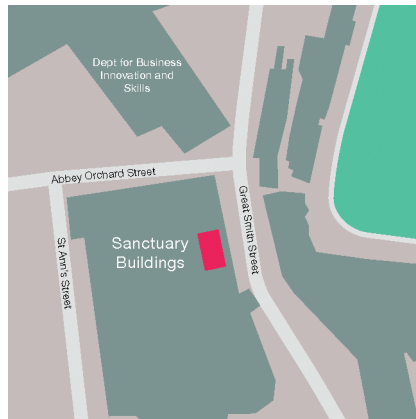 Dept for Business
Innovation and
Skills
Abbey Orchard Street
St Ann's Street
Sanctuary
Buildings
Great Smith Street